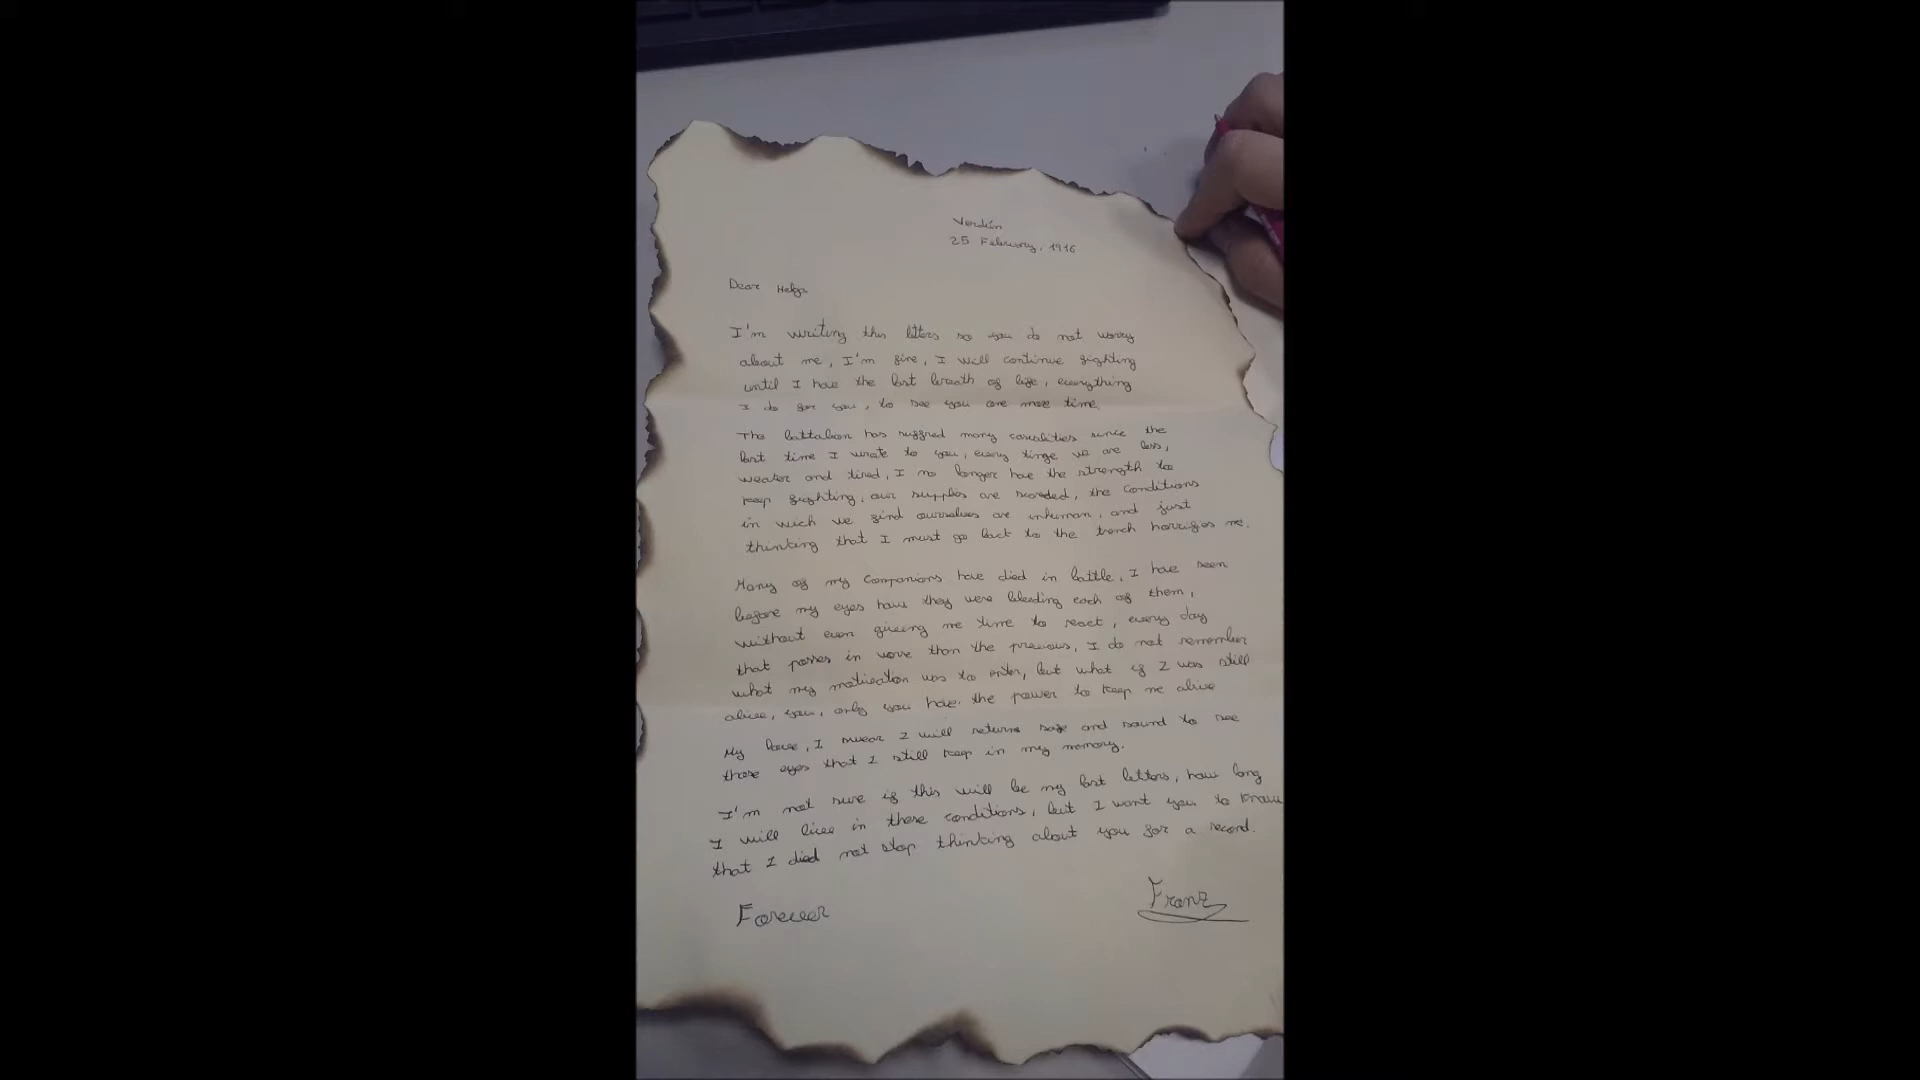 Verdún
25 February, 1916
Dear Helga
I'm writing this letters so you do not worry
about me, I'm fine, I will continue fighting
until I have the last breath of life, everything
I do for you, to see you one more time.
The battalion has suffred many casualities since the
last time I wrote to you, every time we are less,
weaker and tired, I no longer have the strength to
keep fighting, our supplies are scarded, the conditions
in wich we find ourselves are inhuman, and just
thinking that I must go back to the trench horrifies me.
Many of my companions have died in battle, I have seen
before my eyes how they were bleeding each of them,
without even giving me time to react, every day
that passes in worse than the previous, I do not remember
what my motivation was to enter, but what if I was still
alive, you, only you have the power to keep me alive
My love, I swear I will return safe and sound to see
those eyes that I still keep in my memory.
I'm not sure if this will be my last letters, how long
I will live in these conditions, but I want you to know
that I died not stop thinking about you for a record.
Forever
Franz